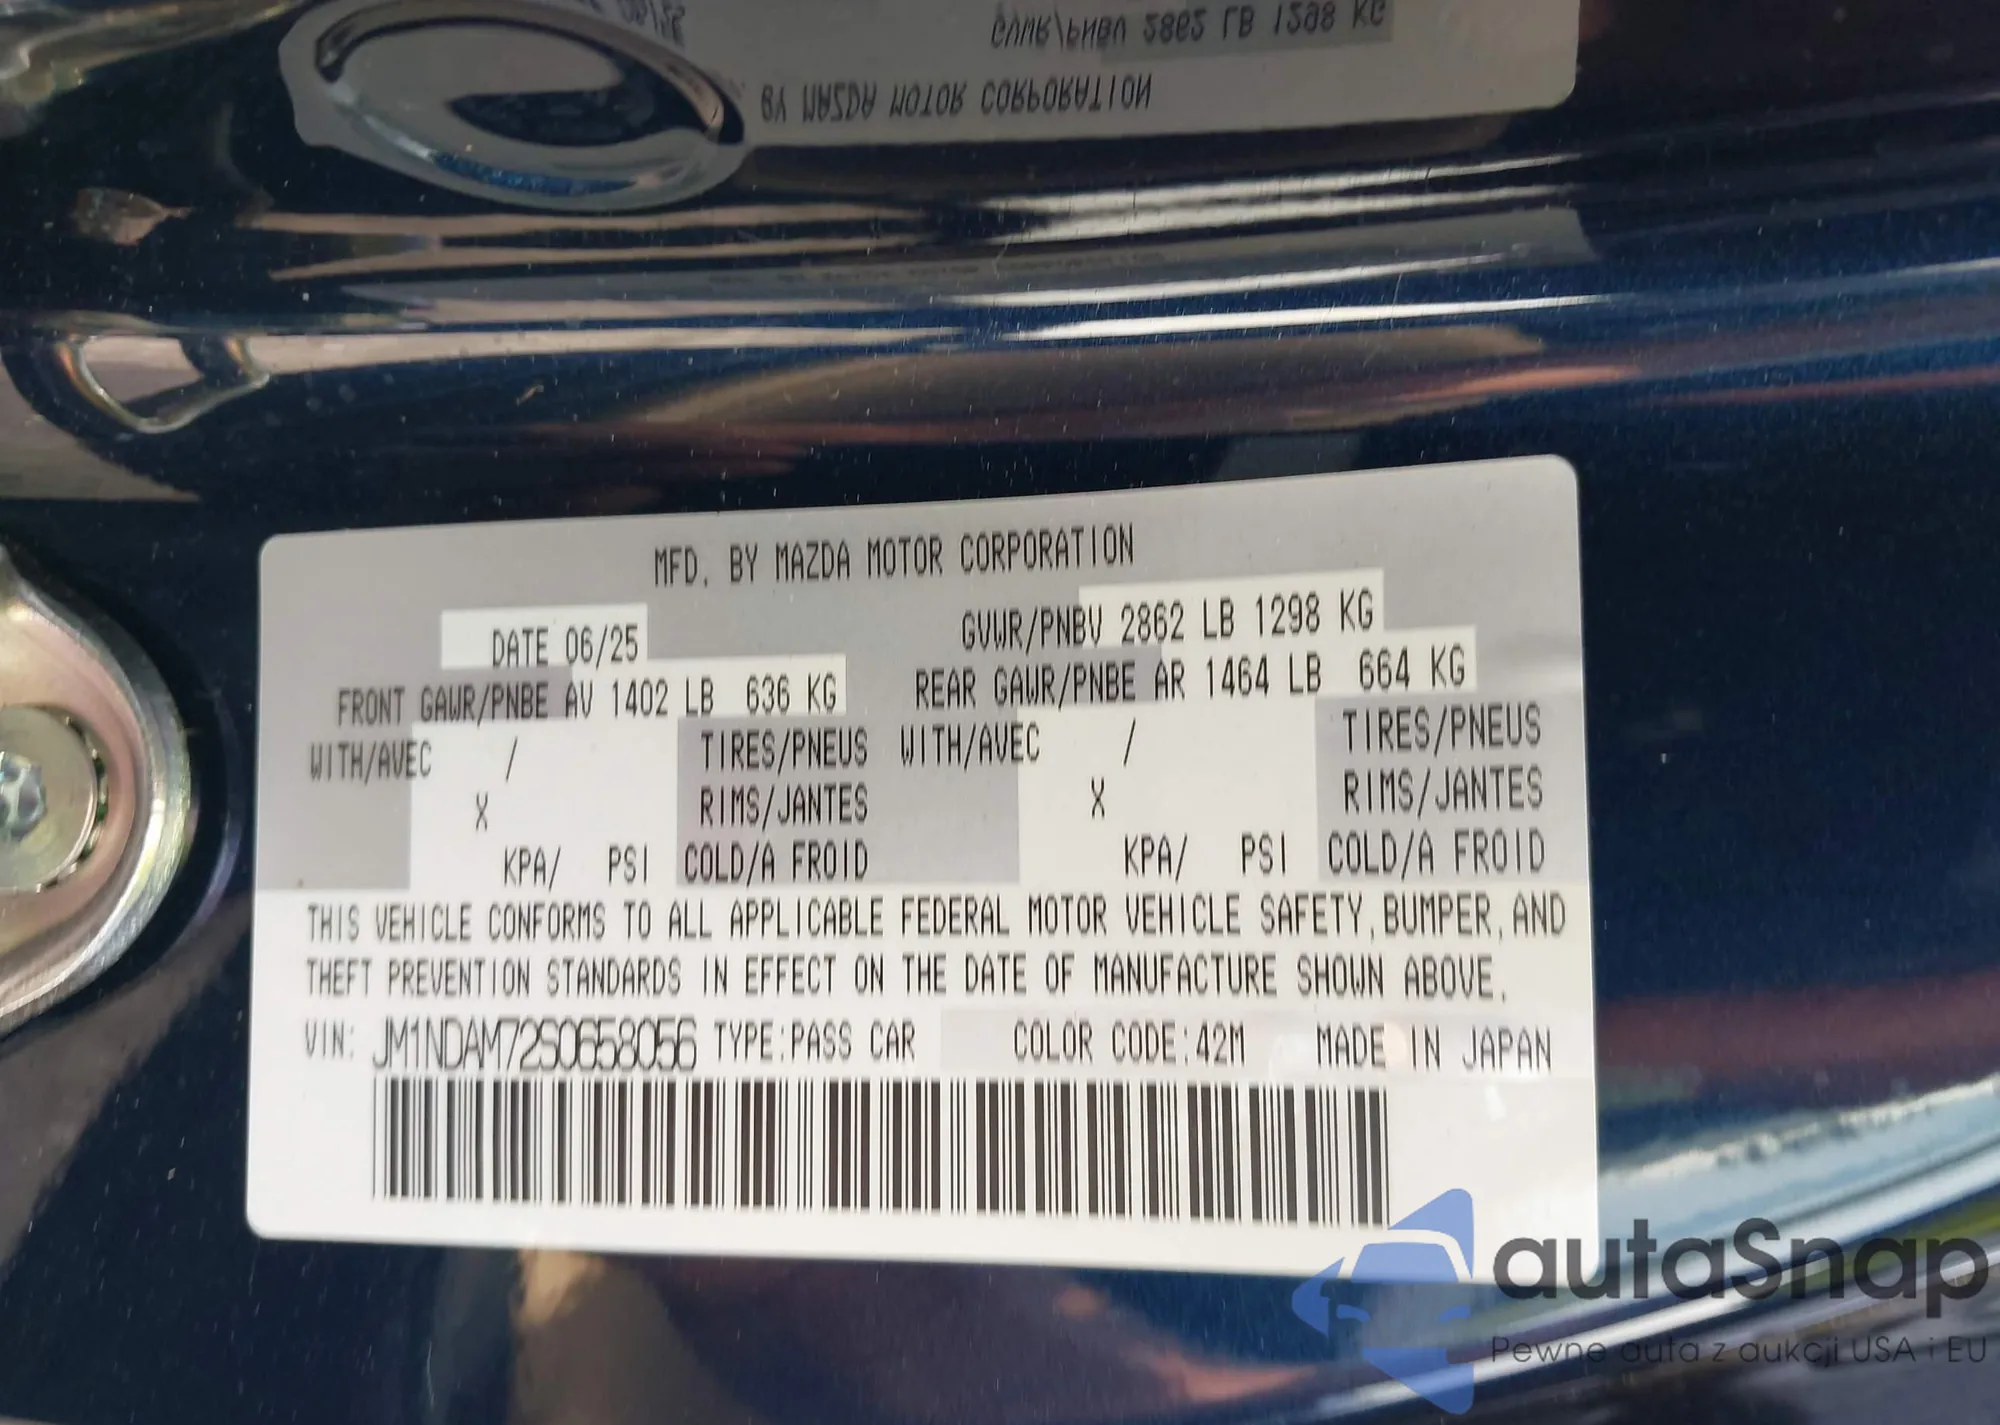 GVWR/PNBV 2862 LB 1298 KG
BY MAZDA MOTOR CORPORATION
MFD. BY MAZDA MOTOR CORPORATION
DATE 06/25 GVWR/PNBV 2862 LB 1298 KG
FRONT GAWR/PNBE AV 1402 LB 636 KG REAR GAWR/PNBE AR 1464 LB 664 KG
WITH/AVEC / TIRES/PNEUS WITH/AVEC / TIRES/PNEUS
X RIMS/JANTES X RIMS/JANTES
KPA/ PSI COLD/A FROID KPA/ PSI COLD/A FROID
THIS VEHICLE CONFORMS TO ALL APPLICABLE FEDERAL MOTOR VEHICLE SAFETY, BUMPER, AND
THEFT PREVENTION STANDARDS IN EFFECT ON THE DATE OF MANUFACTURE SHOWN ABOVE.
VIN: JM1NDAM72S0658056 TYPE:PASS CAR COLOR CODE:42M MADE IN JAPAN
autaSnap
Pewne auta z aukcji USA i EU